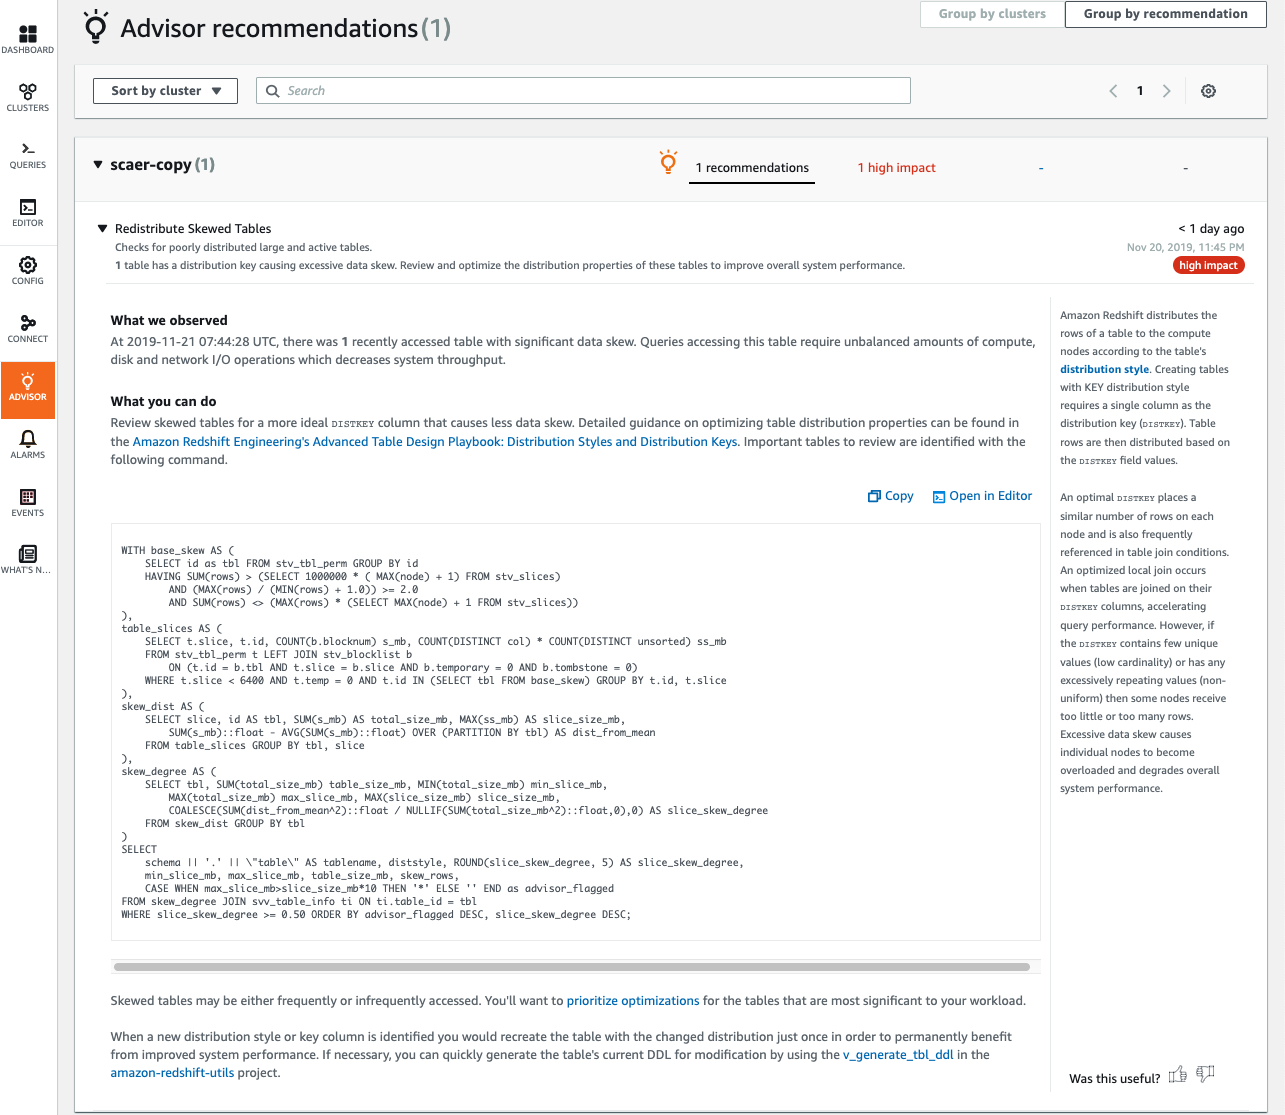 Advisor recommendations (1)
Group by clusters
Group by recommendation
DASHBOARD
CLUSTERS
QUERIES
EDITOR
CONFIG
CONNECT
ADVISOR
ALARMS
EVENTS
WHAT'S N...
Sort by cluster
Search
1
scaer-copy (1)
1 recommendations
1 high impact
-
-
Redistribute Skewed Tables
< 1 day ago
Checks for poorly distributed large and active tables.
Nov 20, 2019, 11:45 PM
1 table has a distribution key causing excessive data skew. Review and optimize the distribution properties of these tables to improve overall system performance.
high impact
What we observed
At 2019-11-21 07:44:28 UTC, there was 1 recently accessed table with significant data skew. Queries accessing this table require unbalanced amounts of compute,
disk and network I/O operations which decreases system throughput.
What you can do
Review skewed tables for a more ideal DISTKEY column that causes less data skew. Detailed guidance on optimizing table distribution properties can be found in
the Amazon Redshift Engineering's Advanced Table Design Playbook: Distribution Styles and Distribution Keys. Important tables to review are identified with the
following command.
Copy
Open in Editor
WITH base_skew AS (
    SELECT id as tbl FROM stv_tbl_perm GROUP BY id
    HAVING SUM(rows) > (SELECT 1000000 * ( MAX(node) + 1) FROM stv_slices)
        AND (MAX(rows) / (MIN(rows) + 1.0)) >= 2.0
        AND SUM(rows) <> (MAX(rows) * (SELECT MAX(node) + 1 FROM stv_slices))
),
table_slices AS (
    SELECT t.slice, t.id, COUNT(b.blocknum) s_mb, COUNT(DISTINCT col) * COUNT(DISTINCT unsorted) ss_mb
    FROM stv_tbl_perm t LEFT JOIN stv_blocklist b
        ON (t.id = b.tbl AND t.slice = b.slice AND b.temporary = 0 AND b.tombstone = 0)
    WHERE t.slice < 6400 AND t.temp = 0 AND t.id IN (SELECT tbl FROM base_skew) GROUP BY t.id, t.slice
),
skew_dist AS (
    SELECT slice, id AS tbl, SUM(s_mb) AS total_size_mb, MAX(ss_mb) AS slice_size_mb,
        SUM(s_mb)::float - AVG(SUM(s_mb)::float) OVER (PARTITION BY tbl) AS dist_from_mean
    FROM table_slices GROUP BY tbl, slice
),
skew_degree AS (
    SELECT tbl, SUM(total_size_mb) table_size_mb, MIN(total_size_mb) min_slice_mb,
        MAX(total_size_mb) max_slice_mb, MAX(slice_size_mb) slice_size_mb,
        COALESCE(SUM(dist_from_mean^2)::float / NULLIF(SUM(total_size_mb^2)::float,0),0) AS slice_skew_degree
    FROM skew_dist GROUP BY tbl
)
SELECT
    schema || '.' || \"table\" AS tablename, diststyle, ROUND(slice_skew_degree, 5) AS slice_skew_degree,
    min_slice_mb, max_slice_mb, table_size_mb, skew_rows,
    CASE WHEN max_slice_mb>slice_size_mb*10 THEN '*' ELSE '' END as advisor_flagged
FROM skew_degree JOIN svv_table_info ti ON ti.table_id = tbl
WHERE slice_skew_degree >= 0.50 ORDER BY advisor_flagged DESC, slice_skew_degree DESC;
Skewed tables may be either frequently or infrequently accessed. You'll want to prioritize optimizations for the tables that are most significant to your workload.
When a new distribution style or key column is identified you would recreate the table with the changed distribution just once in order to permanently benefit
from improved system performance. If necessary, you can quickly generate the table's current DDL for modification by using the v_generate_tbl_ddl in the
amazon-redshift-utils project.
Amazon Redshift distributes the
rows of a table to the compute
nodes according to the table's
distribution style. Creating tables
with KEY distribution style
requires a single column as the
distribution key (DISTKEY). Table
rows are then distributed based on
the DISTKEY field values.
An optimal DISTKEY places a
similar number of rows on each
node and is also frequently
referenced in table join conditions.
An optimized local join occurs
when tables are joined on their
DISTKEY columns, accelerating
query performance. However, if
the DISTKEY contains few unique
values (low cardinality) or has any
excessively repeating values (non-
uniform) then some nodes receive
too little or too many rows.
Excessive data skew causes
individual nodes to become
overloaded and degrades overall
system performance.
Was this useful?